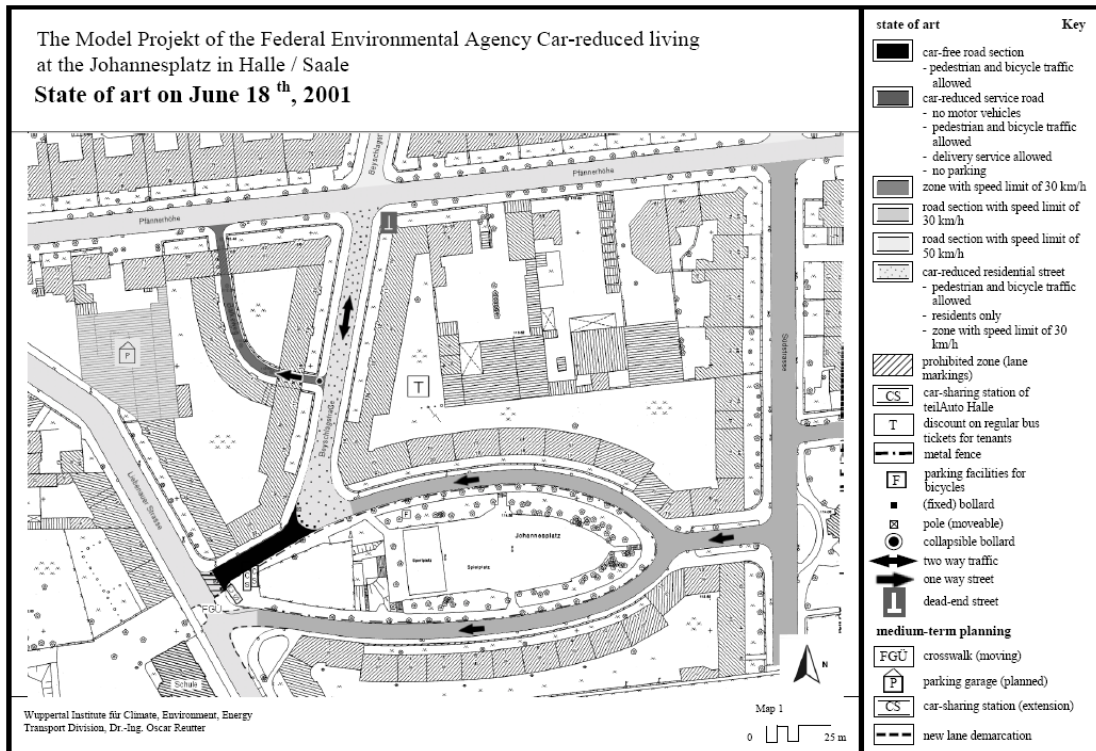 The Model Projekt of the Federal Environmental Agency Car-reduced living
at the Johannesplatz in Halle / Saale
State of art on June 18 th, 2001
Pfännerhöhe
Pfännerhöhe
Südstrasse
P
T
Beyschlagstraße
Liebenauer Strasse
F
Johannesplatz
Spielplatz
FGÜ
Schule
N
Wuppertal Institute für Climate, Environment, Energy
Transport Division, Dr.-Ing. Oscar Reutter
Map 1
0 25 m
state of art Key
car-free road section
- pedestrian and bicycle traffic
allowed
car-reduced service road
- no motor vehicles
- pedestrian and bicycle traffic
allowed
- delivery service allowed
- no parking
zone with speed limit of 30 km/h
road section with speed limit of
30 km/h
road section with speed limit of
50 km/h
car-reduced residential street
- pedestrian and bicycle traffic
allowed
- residents only
- zone with speed limit of 30
km/h
prohibited zone (lane
markings)
CS car-sharing station of
teilAuto Halle
T discount on regular bus
tickets for tenants
metal fence
F parking facilities for
bicycles
(fixed) bollard
pole (moveable)
collapsible bollard
two way traffic
one way street
dead-end street
medium-term planning
FGÜ crosswalk (moving)
P parking garage (planned)
CS car-sharing station (extension)
new lane demarcation